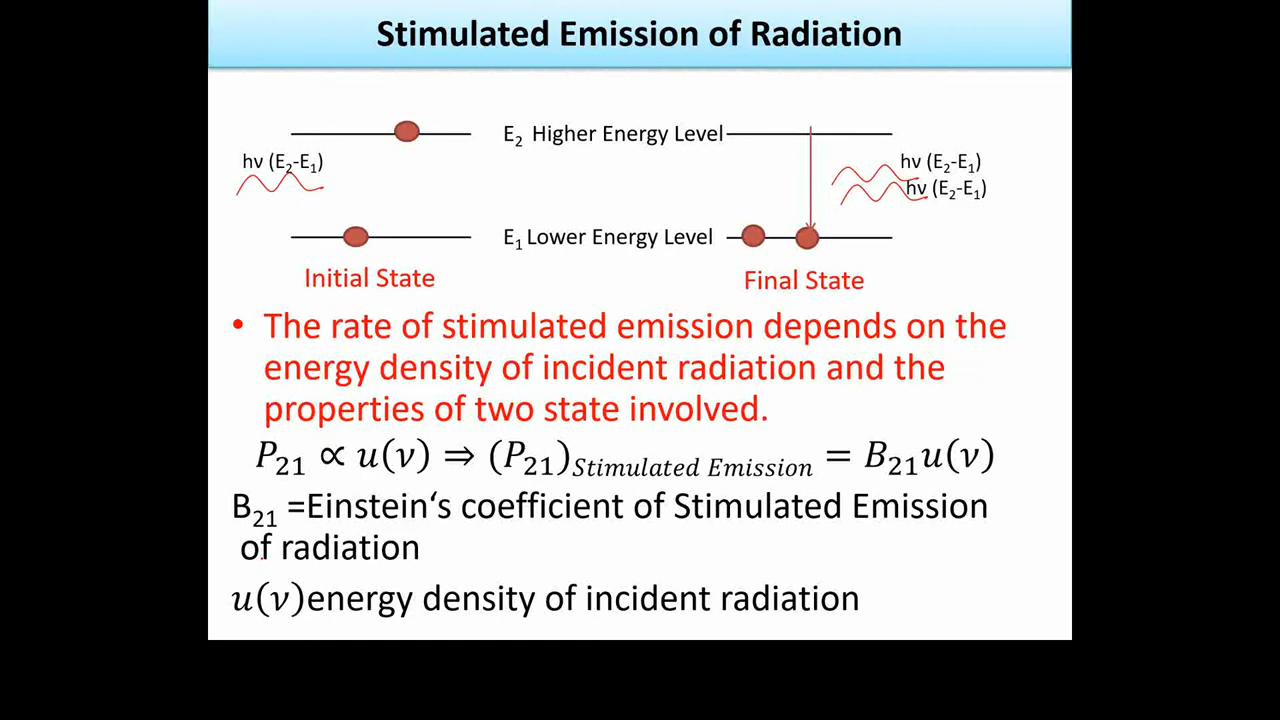 Stimulated Emission of Radiation
E₂ Higher Energy Level
hν (E₂-E₁)
hν (E₂-E₁)
hν (E₂-E₁)
E₁ Lower Energy Level
Initial State
Final State
• The rate of stimulated emission depends on the
energy density of incident radiation and the
properties of two state involved.
𝑃₂₁ ∝ 𝑢(𝜈) ⇒ (𝑃₂₁)𝑆𝑡𝑖𝑚𝑢𝑙𝑎𝑡𝑒𝑑 𝐸𝑚𝑖𝑠𝑠𝑖𝑜𝑛 = 𝐵₂₁𝑢(𝜈)
B₂₁ =Einstein‘s coefficient of Stimulated Emission
of radiation
𝑢(𝜈)energy density of incident radiation